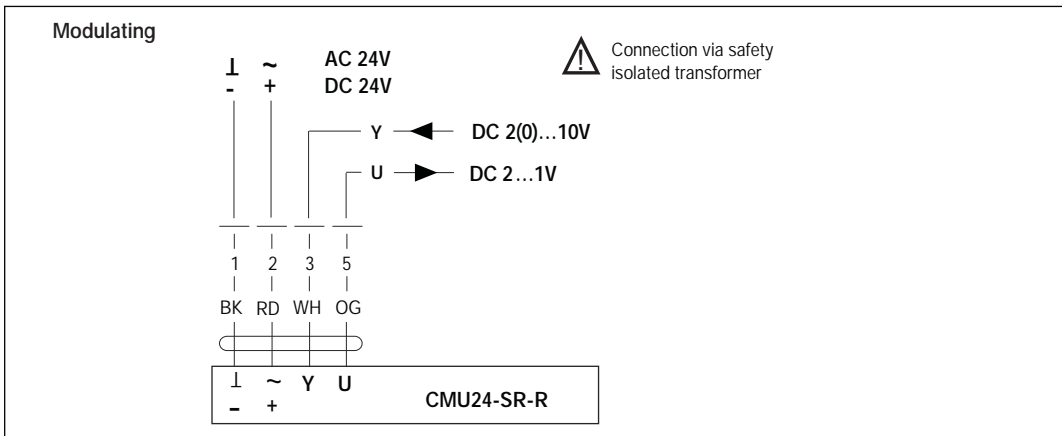 Modulating
⊥ ~ AC 24V
- + DC 24V
Connection via safety
isolated transformer
Y DC 2(0)…10V
U DC 2…1V
1 2 3 5
BK RD WH OG
⊥ ~ Y U
- +
CMU24-SR-R